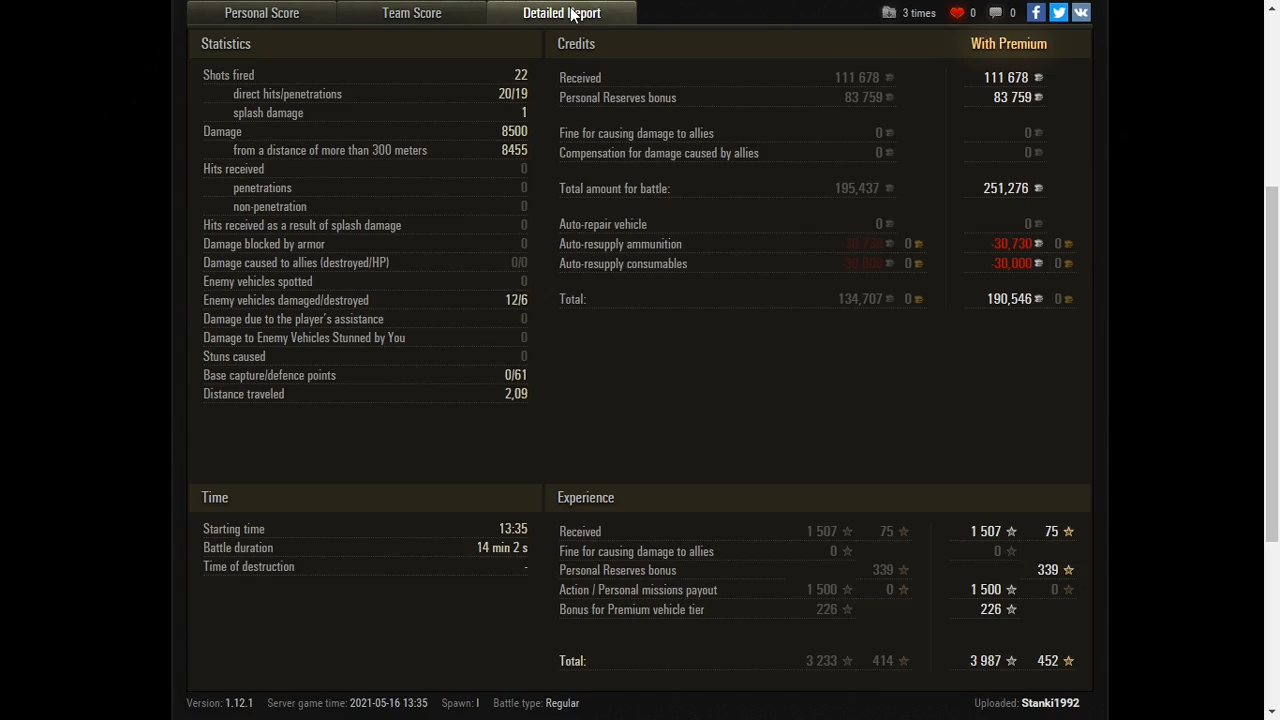 Personal Score Team Score Detailed Report 3 times 0 0
Statistics Credits With Premium
Shots fired 22 Received 111 678 111 678
direct hits/penetrations 20/19 Personal Reserves bonus 83 759 83 759
splash damage 1
Damage 8500 Fine for causing damage to allies 0 0
from a distance of more than 300 meters 8455 Compensation for damage caused by allies 0 0
Hits received 0
penetrations 0 Total amount for battle: 195,437 251,276
non-penetration 0
Hits received as a result of splash damage 0 Auto-repair vehicle 0 0
Damage blocked by armor 0 Auto-resupply ammunition -30,730 0 -30,730 0
Damage caused to allies (destroyed/HP) 0/0 Auto-resupply consumables -30,000 0 -30,000 0
Enemy vehicles spotted 0
Enemy vehicles damaged/destroyed 12/6 Total: 134,707 0 190,546 0
Damage due to the player's assistance 0
Damage to Enemy Vehicles Stunned by You 0
Stuns caused 0
Base capture/defence points 0/61
Distance traveled 2,09
Time Experience
Starting time 13:35 Received 1 507 75 1 507 75
Battle duration 14 min 2 s Fine for causing damage to allies 0 0
Time of destruction - Personal Reserves bonus 339 339
Action / Personal missions payout 1 500 0 1 500 0
Bonus for Premium vehicle tier 226 226
Total: 3 233 414 3 987 452
Version: 1.12.1 Server game time: 2021-05-16 13:35 Spawn: I Battle type: Regular Uploaded: Stanki1992